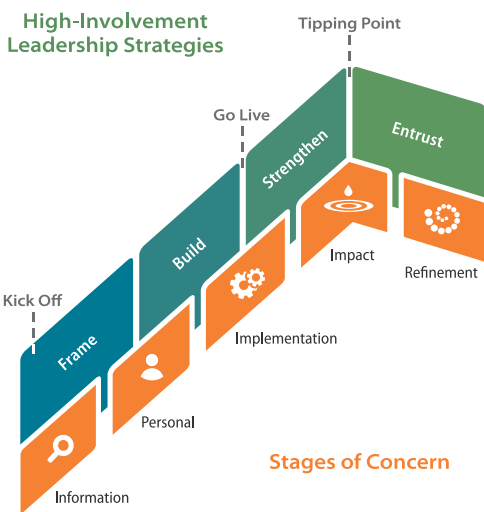 High-Involvement
Leadership Strategies
Tipping Point
Go Live
Kick Off
Frame
Build
Strengthen
Entrust
Information
Personal
Implementation
Impact
Refinement
Stages of Concern